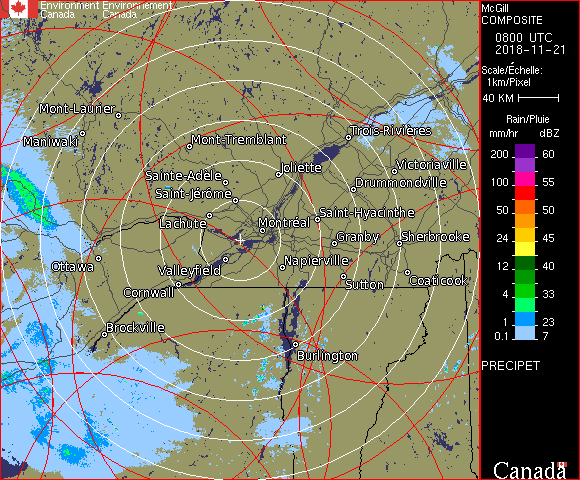 Environment Environnement
Canada Canada
McGill
COMPOSITE
0800 UTC
2018-11-21
Scale/Échelle:
1km/Pixel
40 KM
Rain/Pluie
mm/hr dBZ
200 60
100 55
50 50
24 45
12 40
4 33
1 23
0.1 7
PRECIPET
Canada
Mont-Laurier
Maniwaki
Mont-Tremblant
Trois-Rivières
Sainte-Adèle
Joliette
Victoriaville
Saint-Jérôme
Drummondville
Lachute
Montréal
Saint-Hyacinthe
Granby
Sherbrooke
Ottawa
Valleyfield
Napierville
Cornwall
Sutton
Coaticook
Brockville
Burlington